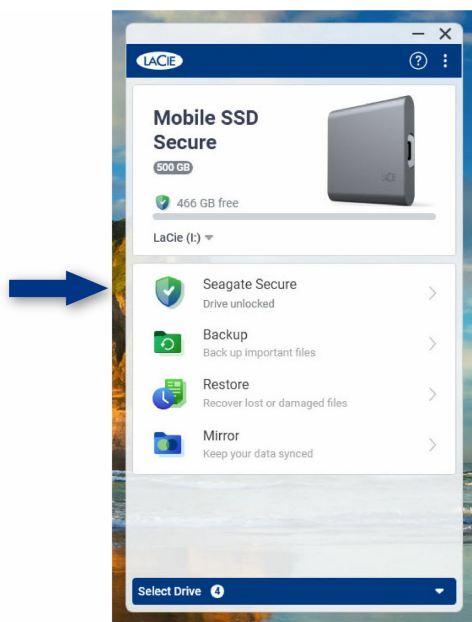 LACIE
Mobile SSD
Secure
500 GB
466 GB free
LaCie (I:)
Seagate Secure
Drive unlocked
Backup
Back up important files
Restore
Recover lost or damaged files
Mirror
Keep your data synced
Select Drive 4